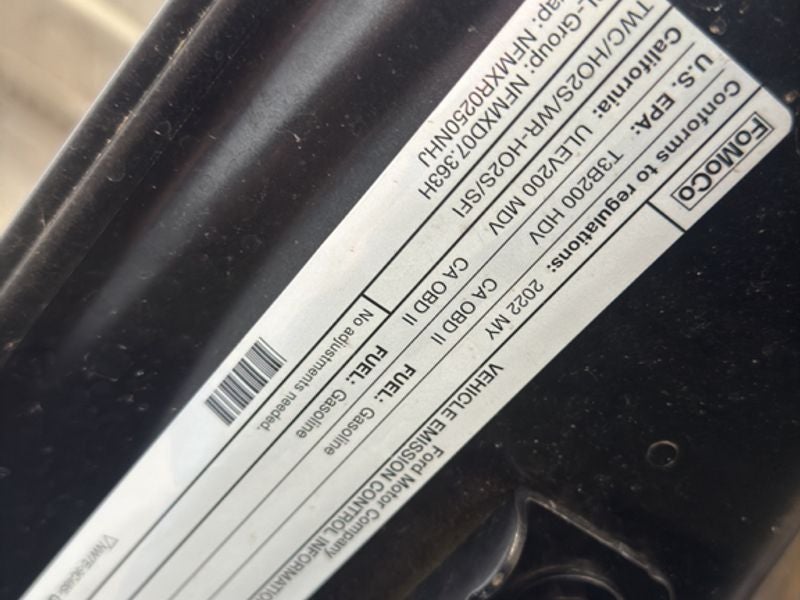 FoMoCo
Ford Motor Company
VEHICLE EMISSION CONTROL INFORMATION
Conforms to regulations: 2022 MY
U.S. EPA: T3B200 HDV CA OBD II FUEL: Gasoline
California: ULEV200 MDV CA OBD II FUEL: Gasoline
TWC/HO2S/WR-HO2S/SFI No adjustments needed.
-Group: NFMXD07.363H
ap: NFMXR0250NHJ